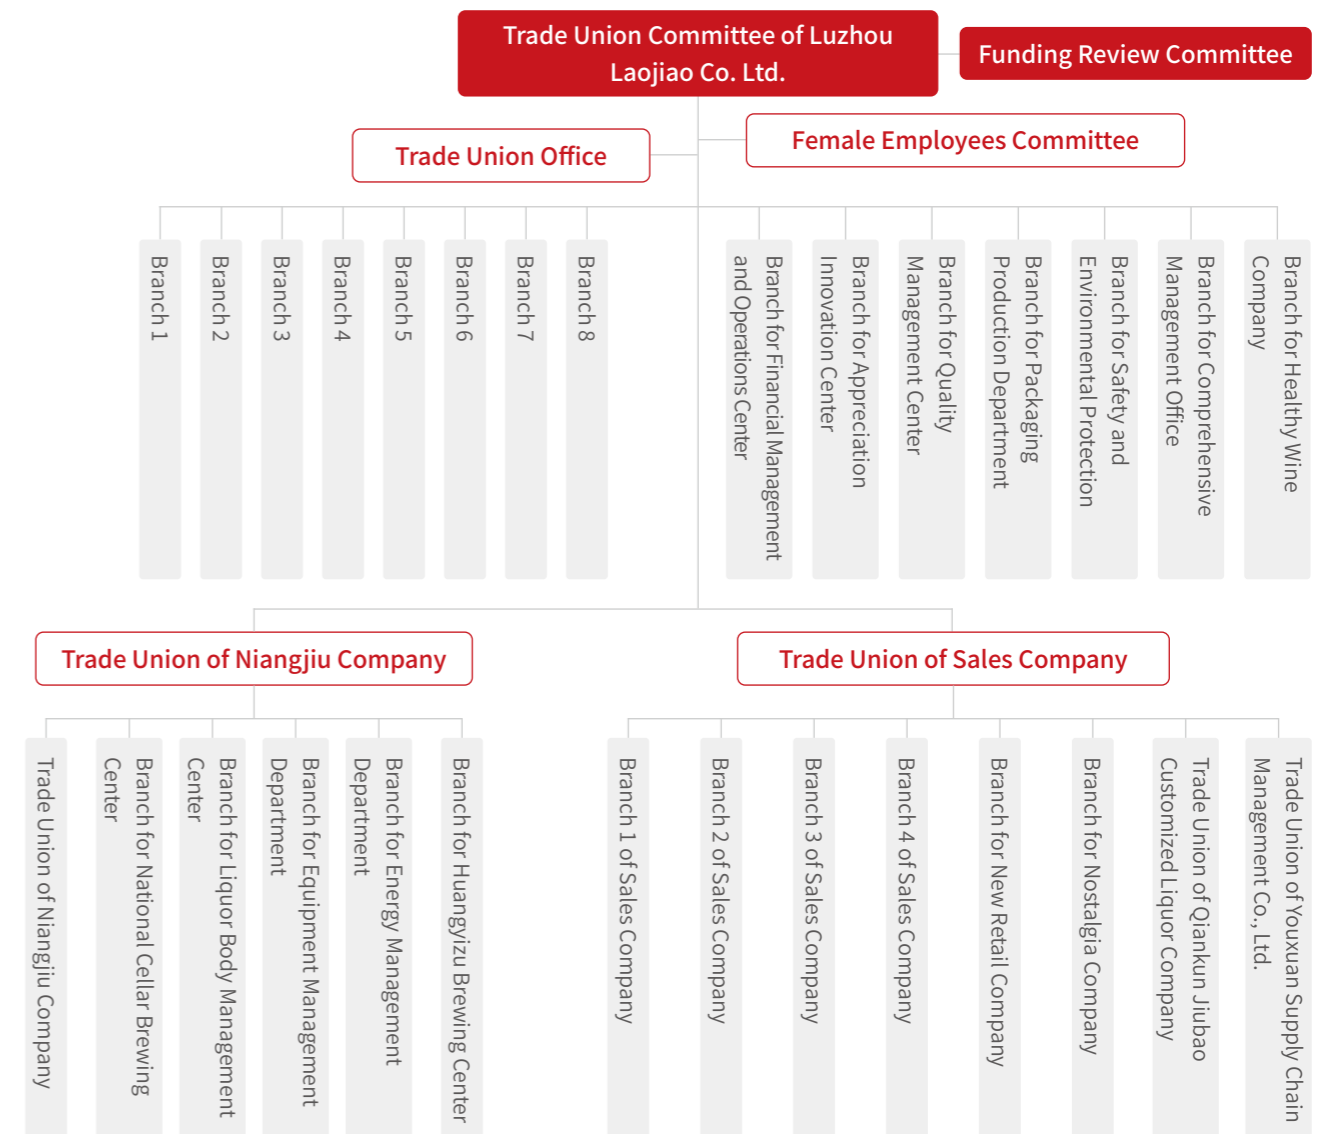 Trade Union Committee of Luzhou
Laojiao Co. Ltd.
Funding Review Committee
Female Employees Committee
Trade Union Office
Branch 1
Branch 2
Branch 3
Branch 4
Branch 5
Branch 6
Branch 7
Branch 8
Branch for Financial Management
and Operations Center
Branch for Appreciation
Innovation Center
Branch for Quality
Management Center
Branch for Packaging
Production Department
Branch for Safety and
Environmental Protection
Branch for Comprehensive
Management Office
Branch for Healthy Wine
Company
Trade Union of Niangjiu Company
Trade Union of Sales Company
Trade Union of Niangjiu Company
Branch for National Cellar Brewing
Center
Branch for Liquor Body Management
Center
Branch for Equipment Management
Department
Branch for Energy Management
Department
Branch for Huangyizu Brewing Center
Branch 1 of Sales Company
Branch 2 of Sales Company
Branch 3 of Sales Company
Branch 4 of Sales Company
Branch for New Retail Company
Branch for Nostalgia Company
Trade Union of Qiankun Jiubao
Customized Liquor Company
Trade Union of Youxuan Supply Chain
Management Co., Ltd.